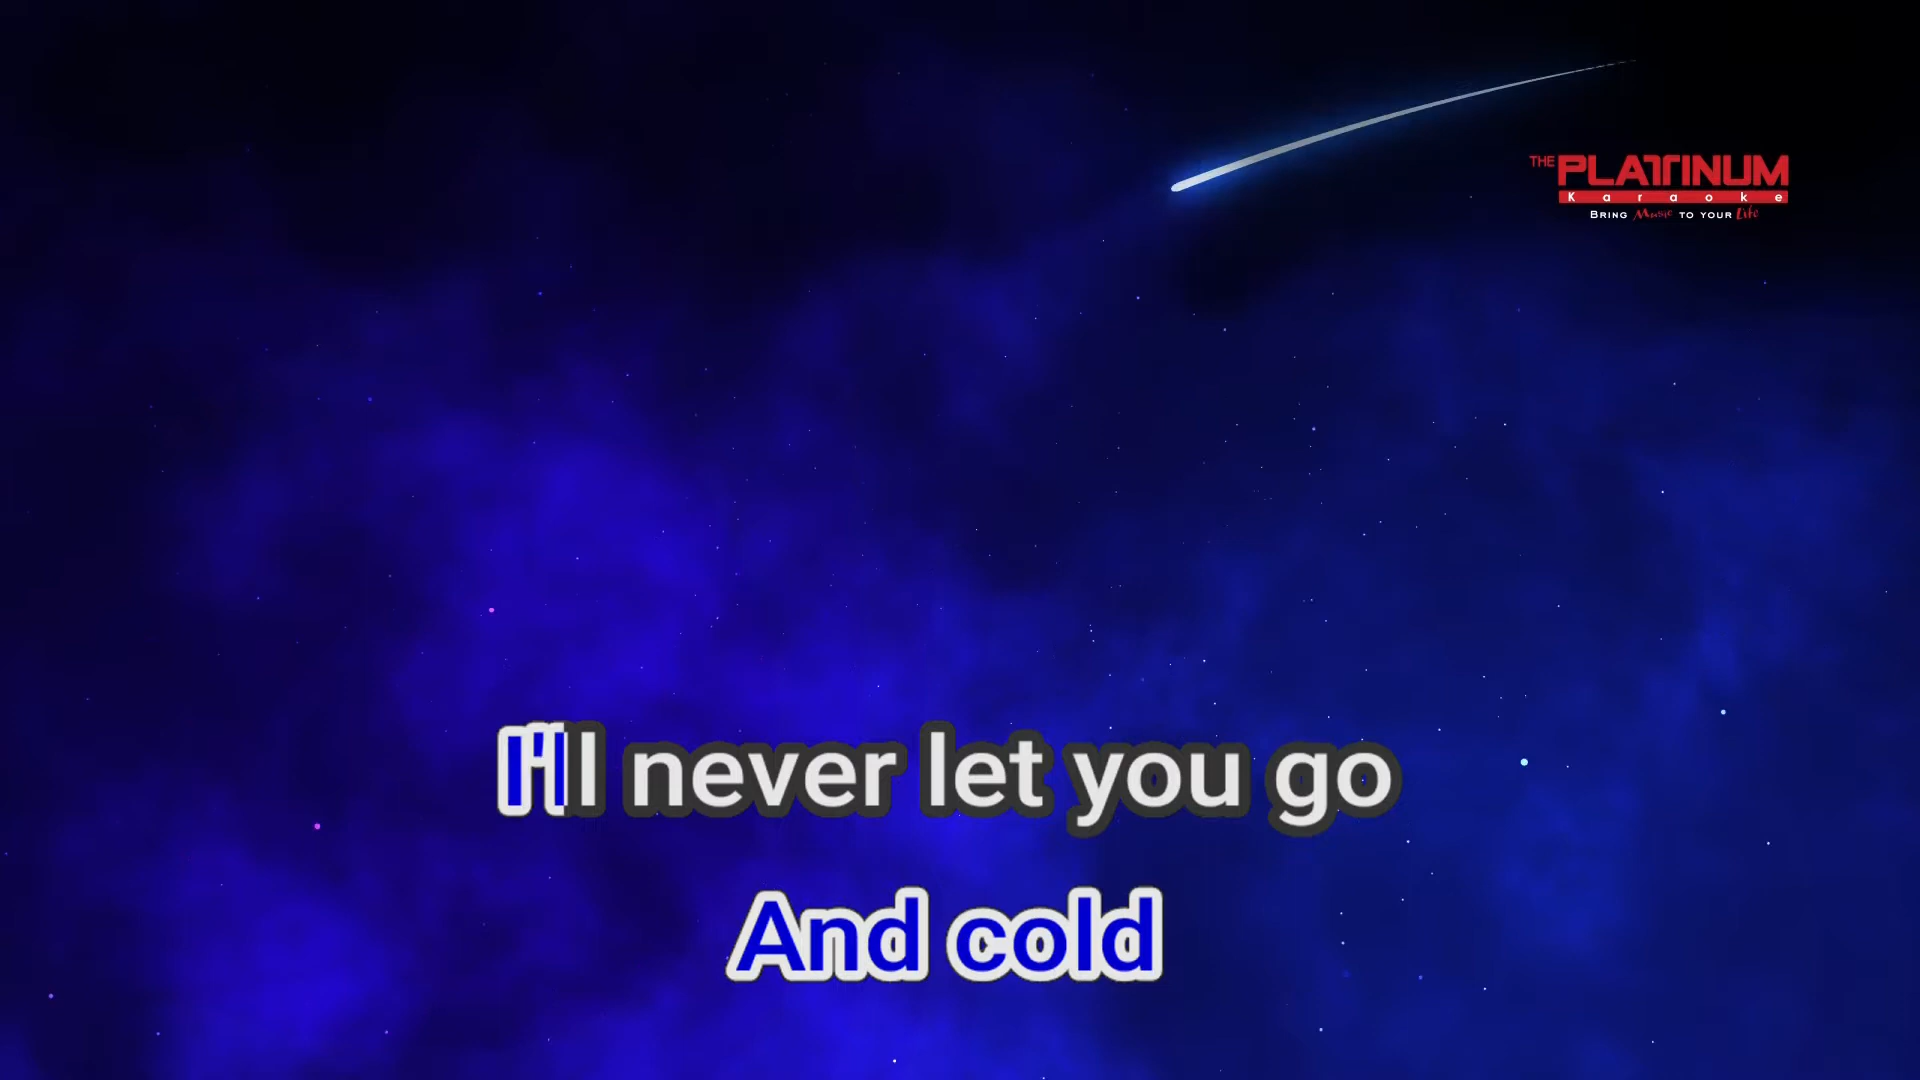 THE PLATINUM
Karaoke
BRING Music TO YOUR Life
I'll never let you go
And cold